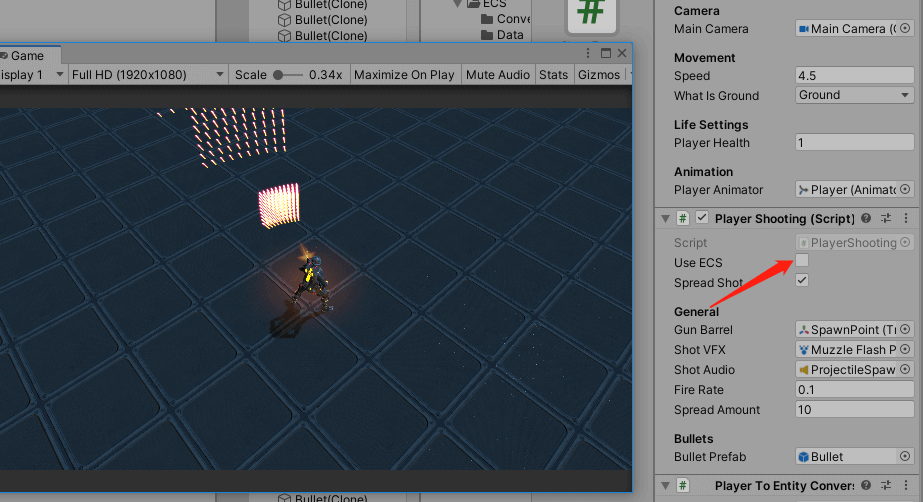 Bullet(Clone)
Bullet(Clone)
Bullet(Clone)
ECS
Conve
Data
#
Game
isplay 1
Full HD (1920x1080)
Scale
0.34x
Maximize On Play
Mute Audio
Stats
Gizmos
Bullet(Clone)
Camera
Main Camera
Main Camera (
Movement
Speed
4.5
What Is Ground
Ground
Life Settings
Player Health
1
Animation
Player Animator
Player (Animato
# Player Shooting (Script)
Script
# PlayerShooting
Use ECS
Spread Shot
General
Gun Barrel
SpawnPoint (Tr
Shot VFX
Muzzle Flash P
Shot Audio
ProjectileSpaw
Fire Rate
0.1
Spread Amount
10
Bullets
Bullet Prefab
Bullet
# Player To Entity Convers